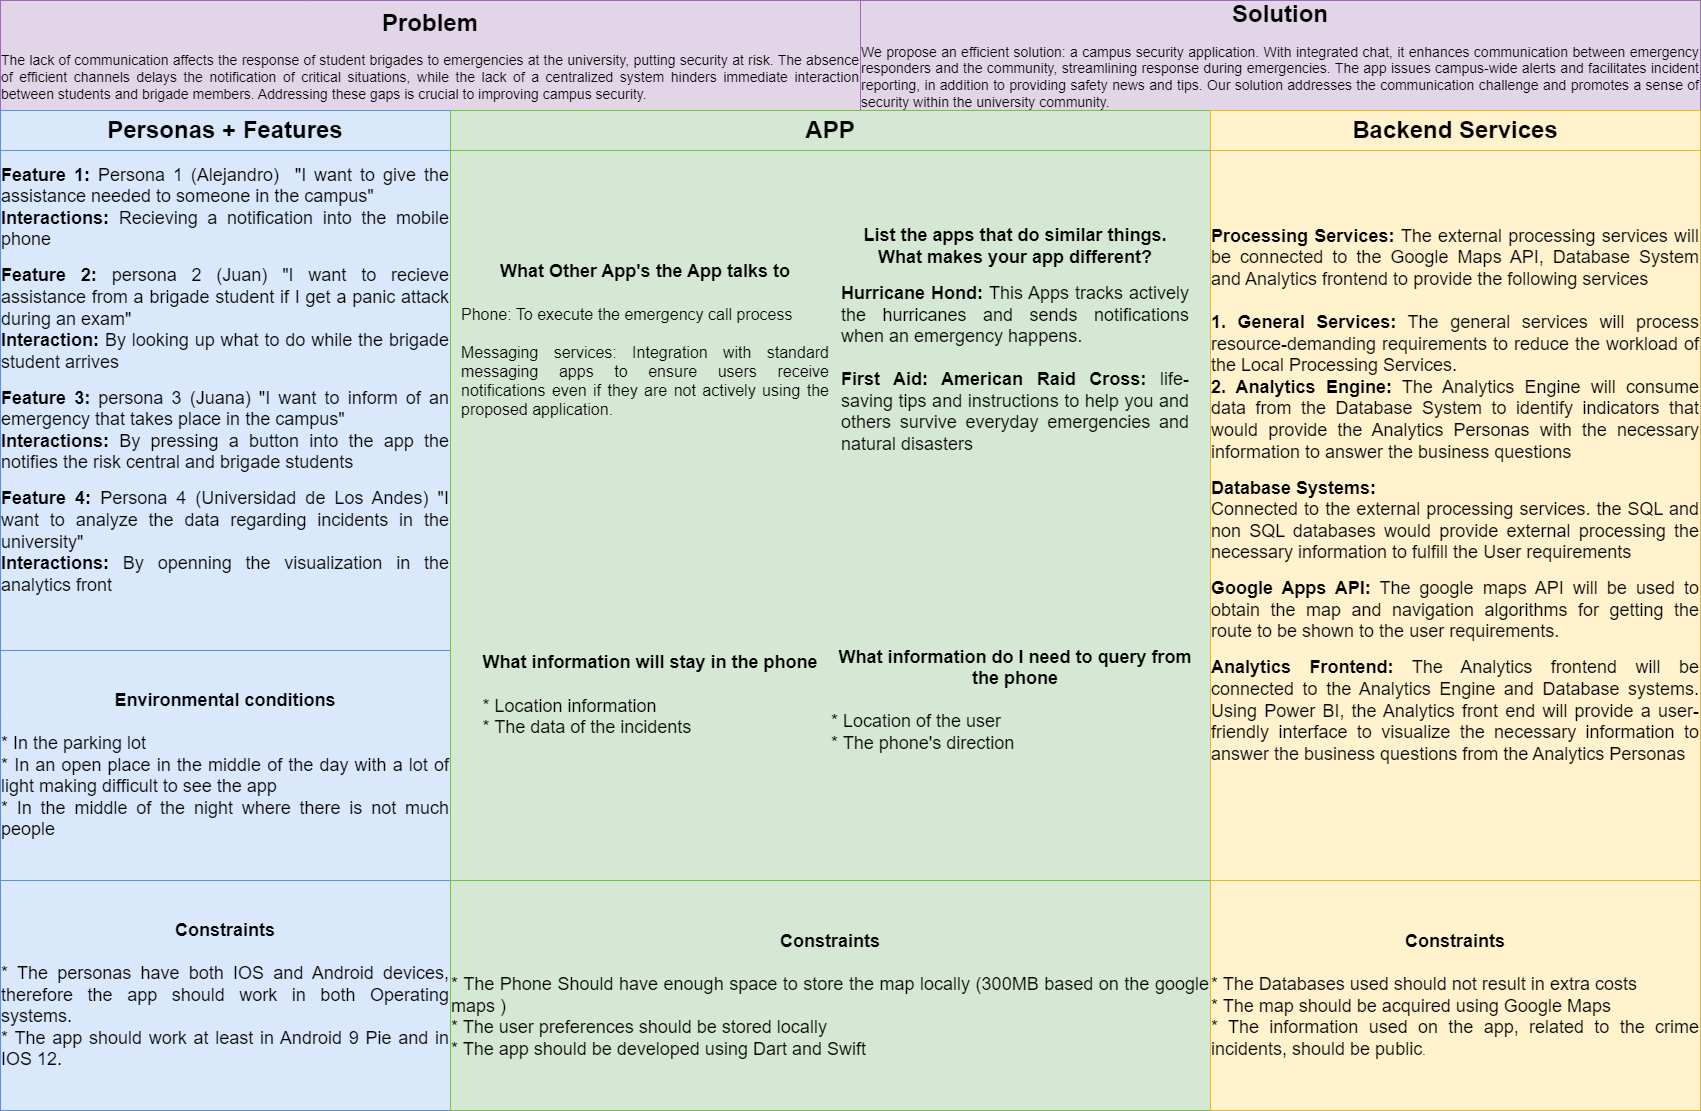 Problem
The lack of communication affects the response of student brigades to emergencies at the university, putting security at risk. The absence
of efficient channels delays the notification of critical situations, while the lack of a centralized system hinders immediate interaction
between students and brigade members. Addressing these gaps is crucial to improving campus security.
Solution
We propose an efficient solution: a campus security application. With integrated chat, it enhances communication between emergency
responders and the community, streamlining response during emergencies. The app issues campus-wide alerts and facilitates incident
reporting, in addition to providing safety news and tips. Our solution addresses the communication challenge and promotes a sense of
security within the university community.
Personas + Features
Feature 1: Persona 1 (Alejandro) "I want to give the
assistance needed to someone in the campus"
Interactions: Recieving a notification into the mobile
phone
Feature 2: persona 2 (Juan) "I want to recieve
assistance from a brigade student if I get a panic attack
during an exam"
Interaction: By looking up what to do while the brigade
student arrives
Feature 3: persona 3 (Juana) "I want to inform of an
emergency that takes place in the campus"
Interactions: By pressing a button into the app the
notifies the risk central and brigade students
Feature 4: Persona 4 (Universidad de Los Andes) "I
want to analyze the data regarding incidents in the
university"
Interactions: By openning the visualization in the
analytics front
Environmental conditions
* In the parking lot
* In an open place in the middle of the day with a lot of
light making difficult to see the app
* In the middle of the night where there is not much
people
Constraints
* The personas have both IOS and Android devices,
therefore the app should work in both Operating
systems.
* The app should work at least in Android 9 Pie and in
IOS 12.
APP
What Other App's the App talks to
Phone: To execute the emergency call process
Messaging services: Integration with standard
messaging apps to ensure users receive
notifications even if they are not actively using the
proposed application.
List the apps that do similar things.
What makes your app different?
Hurricane Hond: This Apps tracks actively
the hurricanes and sends notifications
when an emergency happens.
First Aid: American Raid Cross: life-
saving tips and instructions to help you and
others survive everyday emergencies and
natural disasters
What information will stay in the phone
* Location information
* The data of the incidents
What information do I need to query from
the phone
* Location of the user
* The phone's direction
Constraints
* The Phone Should have enough space to store the map locally (300MB based on the google
maps )
* The user preferences should be stored locally
* The app should be developed using Dart and Swift
Backend Services
Processing Services: The external processing services will
be connected to the Google Maps API, Database System
and Analytics frontend to provide the following services
1. General Services: The general services will process
resource-demanding requirements to reduce the workload of
the Local Processing Services.
2. Analytics Engine: The Analytics Engine will consume
data from the Database System to identify indicators that
would provide the Analytics Personas with the necessary
information to answer the business questions
Database Systems:
Connected to the external processing services. the SQL and
non SQL databases would provide external processing the
necessary information to fulfill the User requirements
Google Apps API: The google maps API will be used to
obtain the map and navigation algorithms for getting the
route to be shown to the user requirements.
Analytics Frontend: The Analytics frontend will be
connected to the Analytics Engine and Database systems.
Using Power BI, the Analytics front end will provide a user-
friendly interface to visualize the necessary information to
answer the business questions from the Analytics Personas
Constraints
* The Databases used should not result in extra costs
* The map should be acquired using Google Maps
* The information used on the app, related to the crime
incidents, should be public.